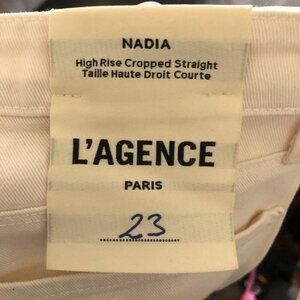 NADIA
High Rise Cropped Straight
Taille Haute Droit Courte
L'AGENCE
PARIS
23